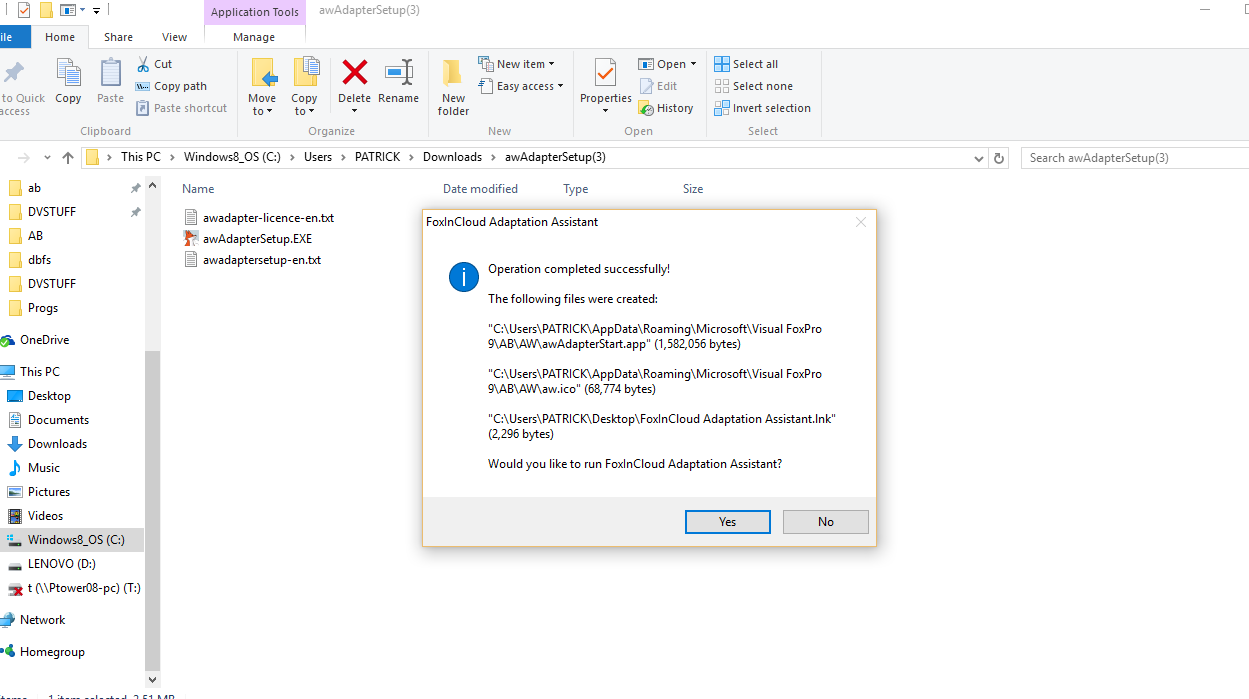 Application Tools
awAdapterSetup(3)
ile
Home
Share
View
Manage
to Quick
access
Copy
Paste
Cut
Copy path
Paste shortcut
Clipboard
Move
to
Copy
to
Delete
Rename
Organize
New
folder
New item
Easy access
New
Properties
Open
Edit
History
Open
Select all
Select none
Invert selection
Select
This PC > Windows8_OS (C:) > Users > PATRICK > Downloads > awAdapterSetup(3)
Search awAdapterSetup(3)
ab
DVSTUFF
AB
dbfs
DVSTUFF
Progs
OneDrive
This PC
Desktop
Documents
Downloads
Music
Pictures
Videos
Windows8_OS (C:)
LENOVO (D:)
t (\\Ptower08-pc) (T:)
Network
Homegroup
Name
Date modified
Type
Size
awadapter-licence-en.txt
awAdapterSetup.EXE
awadaptersetup-en.txt
FoxInCloud Adaptation Assistant
Operation completed successfully!
The following files were created:
"C:\Users\PATRICK\AppData\Roaming\Microsoft\Visual FoxPro
9\AB\AW\awAdapterStart.app" (1,582,056 bytes)
"C:\Users\PATRICK\AppData\Roaming\Microsoft\Visual FoxPro
9\AB\AW\aw.ico" (68,774 bytes)
"C:\Users\PATRICK\Desktop\FoxInCloud Adaptation Assistant.lnk"
(2,296 bytes)
Would you like to run FoxInCloud Adaptation Assistant?
Yes
No
1 item selected 2.51 MB